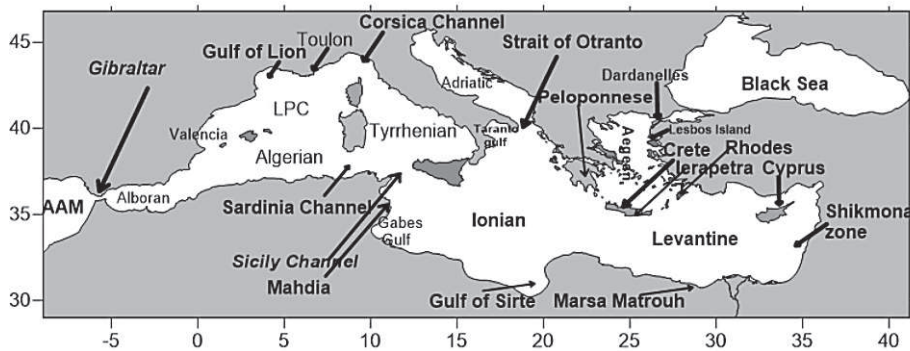 45
40
35
30
-5
0
5
10
15
20
25
30
35
40
Gibraltar
Gulf of Lion
Toulon
Corsica Channel
Strait of Otranto
Adriatic
Dardanelles
Black Sea
Peloponnese
LPC
Valencia
Tyrrhenian
Taranto
gulf
Aegean
Lesbos Island
Crete
Rhodes
Ierapetra
Cyprus
Algerian
Alboran
AAM
Sardinia Channel
Gabes
Gulf
Ionian
Levantine
Shikmona
zone
Sicily Channel
Mahdia
Gulf of Sirte
Marsa Matrouh